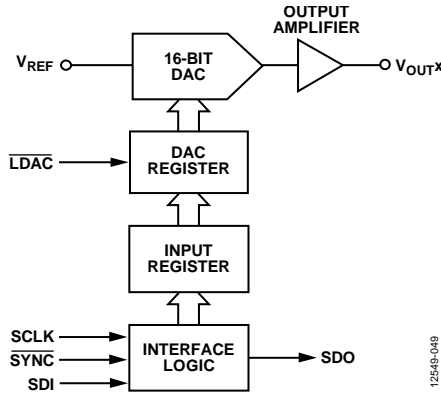 OUTPUT
AMPLIFIER
VREF
16-BIT
DAC
VOUTX
LDAC
DAC
REGISTER
INPUT
REGISTER
SCLK
SYNC
SDI
INTERFACE
LOGIC
SDO
12549-049